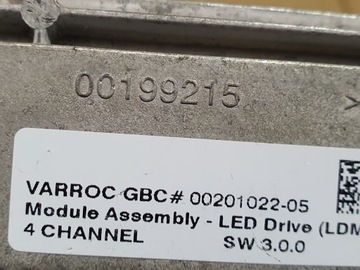 00199215
VARROC GBC# 00201022-05
Module Assembly - LED Drive (LDM
4 CHANNEL SW 3.0.0